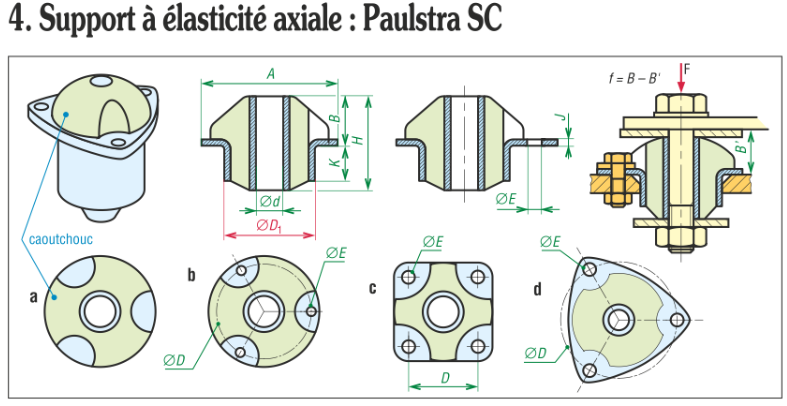 4. Support à élasticité axiale : Paulstra SC
f = B – B'
F
A
B
H
K
J
B'
Ød
ØD₁
ØE
caoutchouc
a
b
ØE
ØD
c
ØE
D
d
ØE
ØD